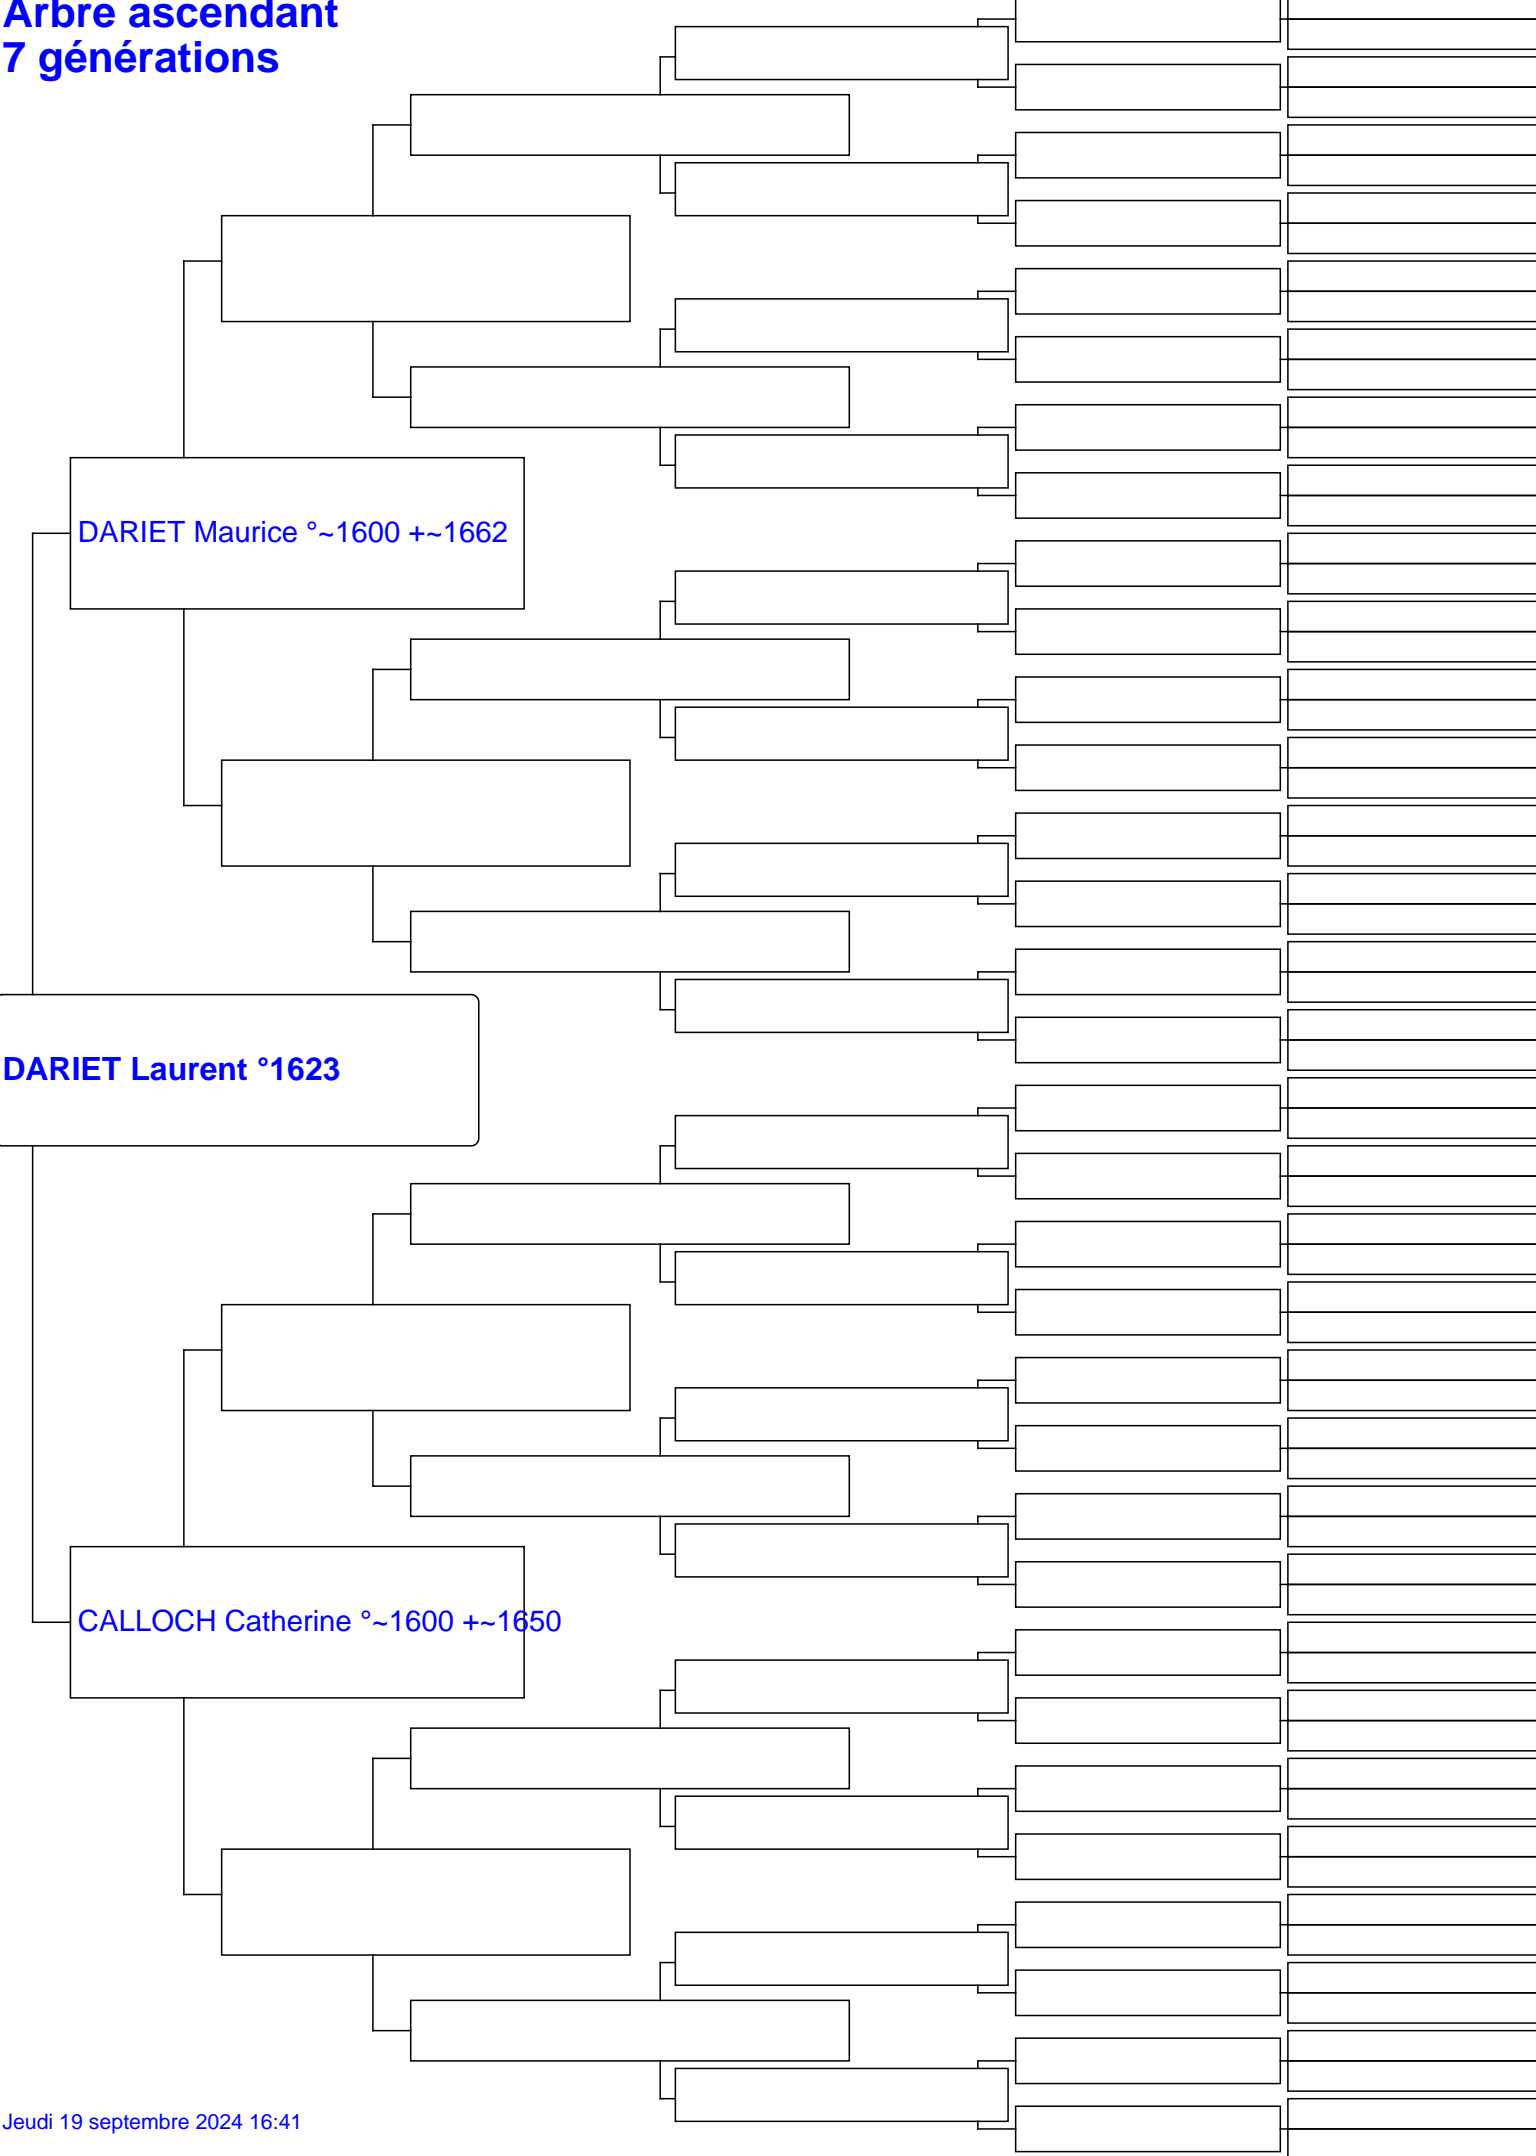 Arbre ascendant
7 générations
DARIET Maurice °~1600 +~1662
DARIET Laurent °1623
CALLOCH Catherine °~1600 +~1650
Jeudi 19 septembre 2024 16:41